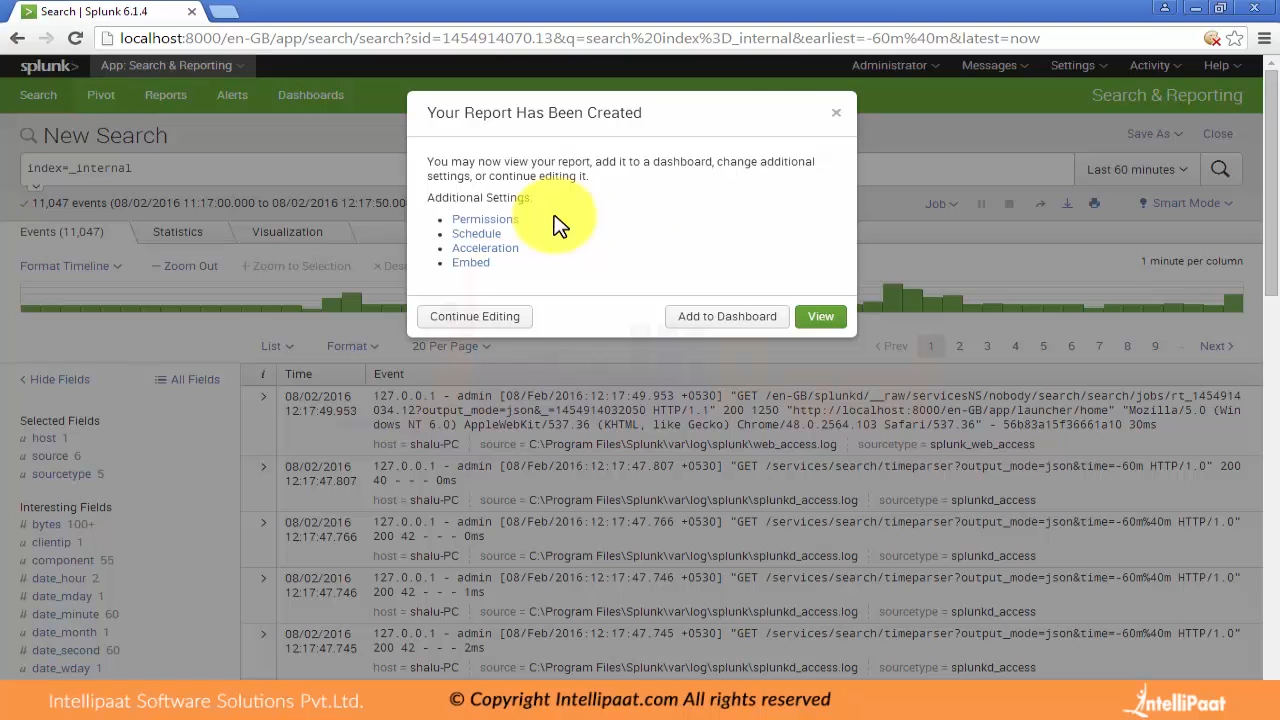 Search | Splunk 6.1.4
localhost:8000/en-GB/app/search/search?sid=1454914070.13&q=search%20index%3D_internal&earliest=-60m%40m&latest=now
splunk> App: Search & Reporting Administrator Messages Settings Activity Help
Search Pivot Reports Alerts Dashboards Search & Reporting
Your Report Has Been Created
New Search Save As Close
You may now view your report, add it to a dashboard, change additional
settings, or continue editing it.
Additional Settings:
Permissions
Schedule
Acceleration
Embed
Continue Editing Add to Dashboard View
index=_internal Last 60 minutes
11,047 events (08/02/2016 11:17:00.000 to 08/02/2016 12:17:50.00 Job Smart Mode
Events (11,047) Statistics Visualization
Format Timeline — Zoom Out + Zoom to Selection × Des 1 minute per column
List Format 20 Per Page Prev 1 2 3 4 5 6 7 8 9 ... Next
Hide Fields All Fields
Selected Fields
a host 1
a source 6
a sourcetype 5
Interesting Fields
# bytes 100+
a clientip 1
a component 55
# date_hour 2
# date_mday 1
# date_minute 60
a date_month 1
# date_second 60
a date_wday 1
i Time Event
08/02/2016
12:17:49.953
127.0.0.1 - admin [08/Feb/2016:12:17:49.953 +0530] "GET /en-GB/splunkd/__raw/servicesNS/nobody/search/search/jobs/rt_1454914
034.12?output_mode=json&_=1454914032050 HTTP/1.1" 200 1250 "http://localhost:8000/en-GB/app/launcher/home" "Mozilla/5.0 (Win
dows NT 6.0) AppleWebKit/537.36 (KHTML, like Gecko) Chrome/48.0.2564.103 Safari/537.36" - 56b83a15f36661a10 30ms
host = shalu-PC source = C:\Program Files\Splunk\var\log\splunk\web_access.log sourcetype = splunk_web_access
08/02/2016
12:17:47.807
127.0.0.1 - admin [08/Feb/2016:12:17:47.807 +0530] "GET /services/search/timeparser?output_mode=json&time=-60m HTTP/1.0" 200
40 - - - 0ms
host = shalu-PC source = C:\Program Files\Splunk\var\log\splunk\splunkd_access.log sourcetype = splunkd_access
08/02/2016
12:17:47.766
127.0.0.1 - admin [08/Feb/2016:12:17:47.766 +0530] "GET /services/search/timeparser?output_mode=json&time=-60m%40m HTTP/1.0"
200 42 - - - 0ms
host = shalu-PC source = C:\Program Files\Splunk\var\log\splunk\splunkd_access.log sourcetype = splunkd_access
08/02/2016
12:17:47.746
127.0.0.1 - admin [08/Feb/2016:12:17:47.746 +0530] "GET /services/search/timeparser?output_mode=json&time=-60m%40m HTTP/1.0"
200 42 - - - 1ms
host = shalu-PC source = C:\Program Files\Splunk\var\log\splunk\splunkd_access.log sourcetype = splunkd_access
08/02/2016
12:17:47.745
127.0.0.1 - admin [08/Feb/2016:12:17:47.745 +0530] "GET /services/search/timeparser?output_mode=json&time=-60m%40m HTTP/1.0"
200 42 - - - 2ms
host = shalu-PC source = C:\Program Files\Splunk\var\log\splunk\splunkd_access.log sourcetype = splunkd_access
Intellipaat Software Solutions Pvt.Ltd. © Copyright Intellipaat.com All rights reserved IntelliPaat